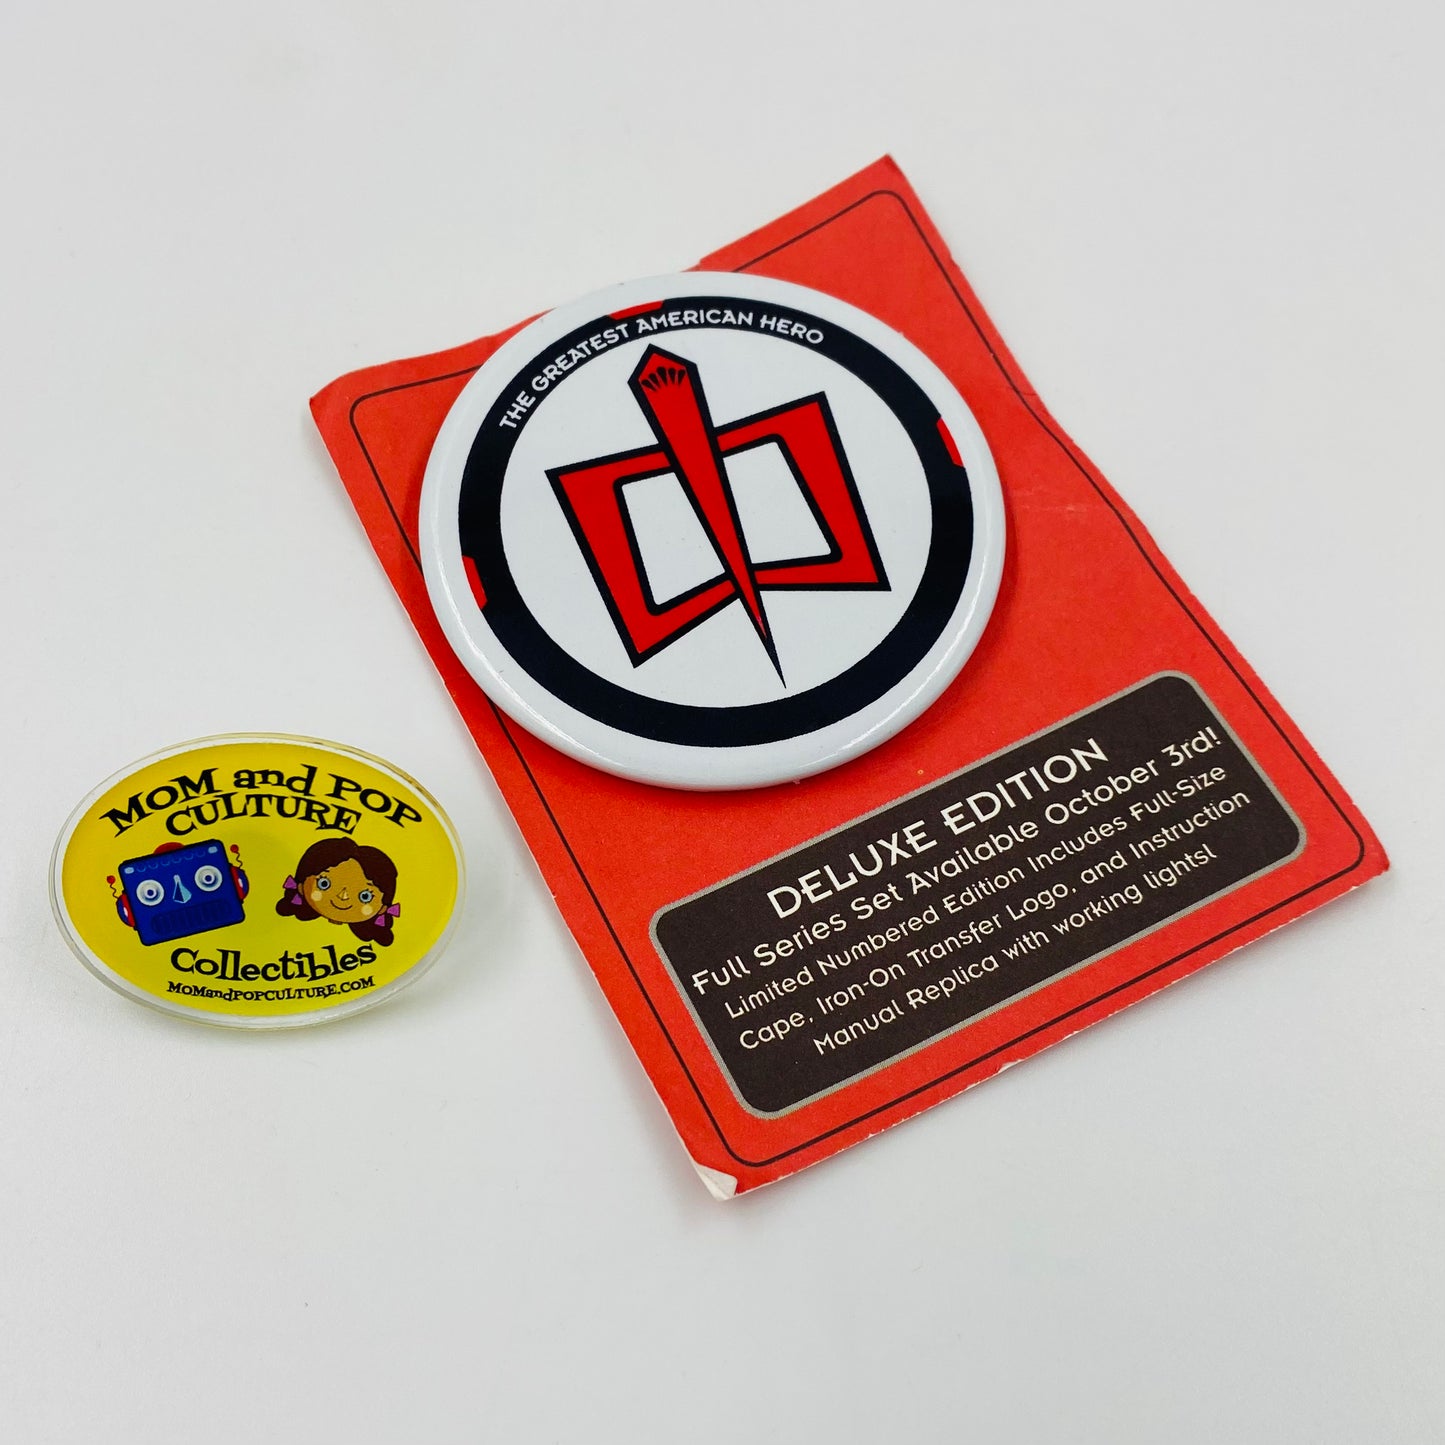 THE GREATEST AMERICAN HERO
DELUXE EDITION
Full Series Set Available October 3rd!
Limited Numbered Edition Includes Full-Size
Cape, Iron-On Transfer Logo, and Instruction
Manual Replica with working lights!
MOM and POP
CULTURE
Collectibles
MOMandPOPCULTURE.COM